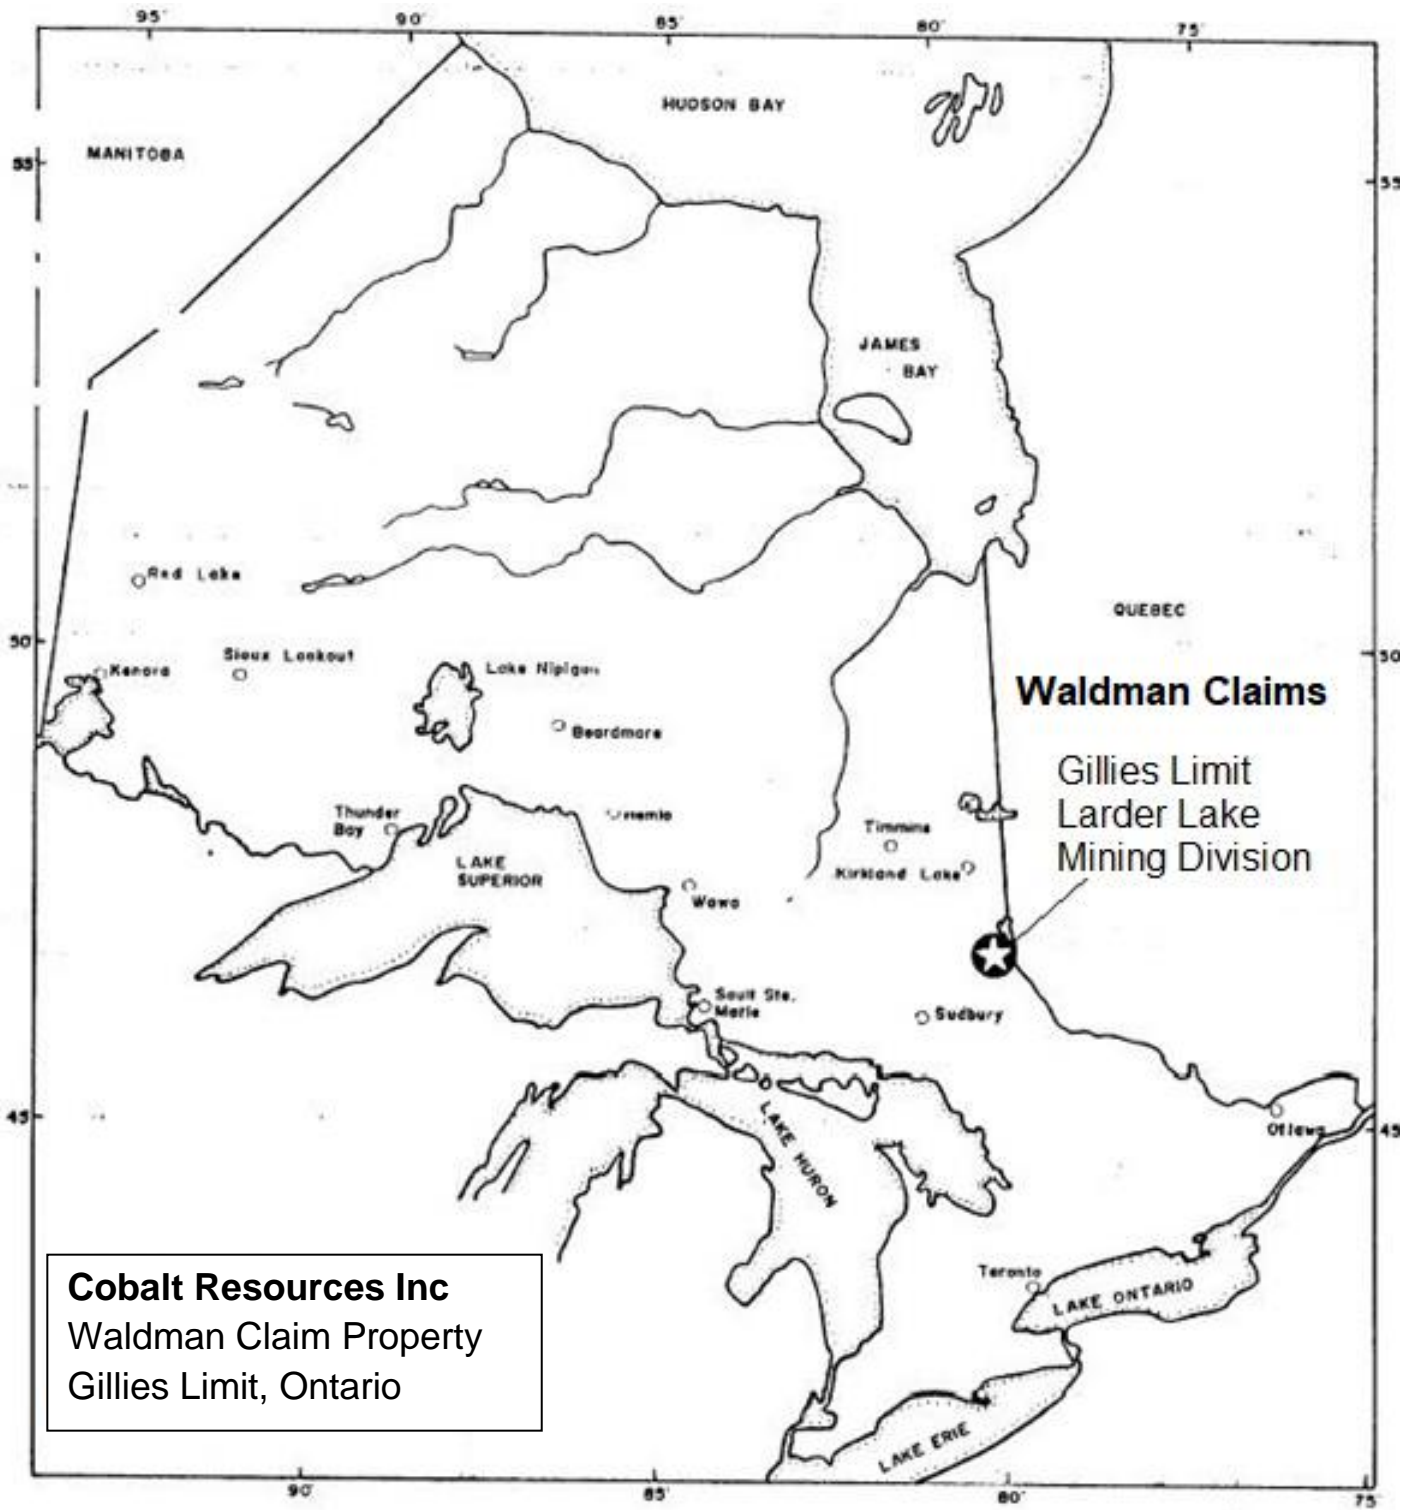 95°
90°
85°
80°
75°
HUDSON BAY
MANITOBA
55
55
JAMES
BAY
Red Lake
QUEBEC
50
50
Sioux Lookout
Kenora
Lake Nipigon
Waldman Claims
Beardmore
Gillies Limit
Larder Lake
Mining Division
Thunder
Bay
Timmins
Kirkland Lake
LAKE
SUPERIOR
Wawa
Sault Ste.
Marie
Sudbury
45
45
Ottawa
LAKE HURON
Toronto
LAKE ONTARIO
LAKE ERIE
Cobalt Resources Inc
Waldman Claim Property
Gillies Limit, Ontario
90°
85°
80°
75°